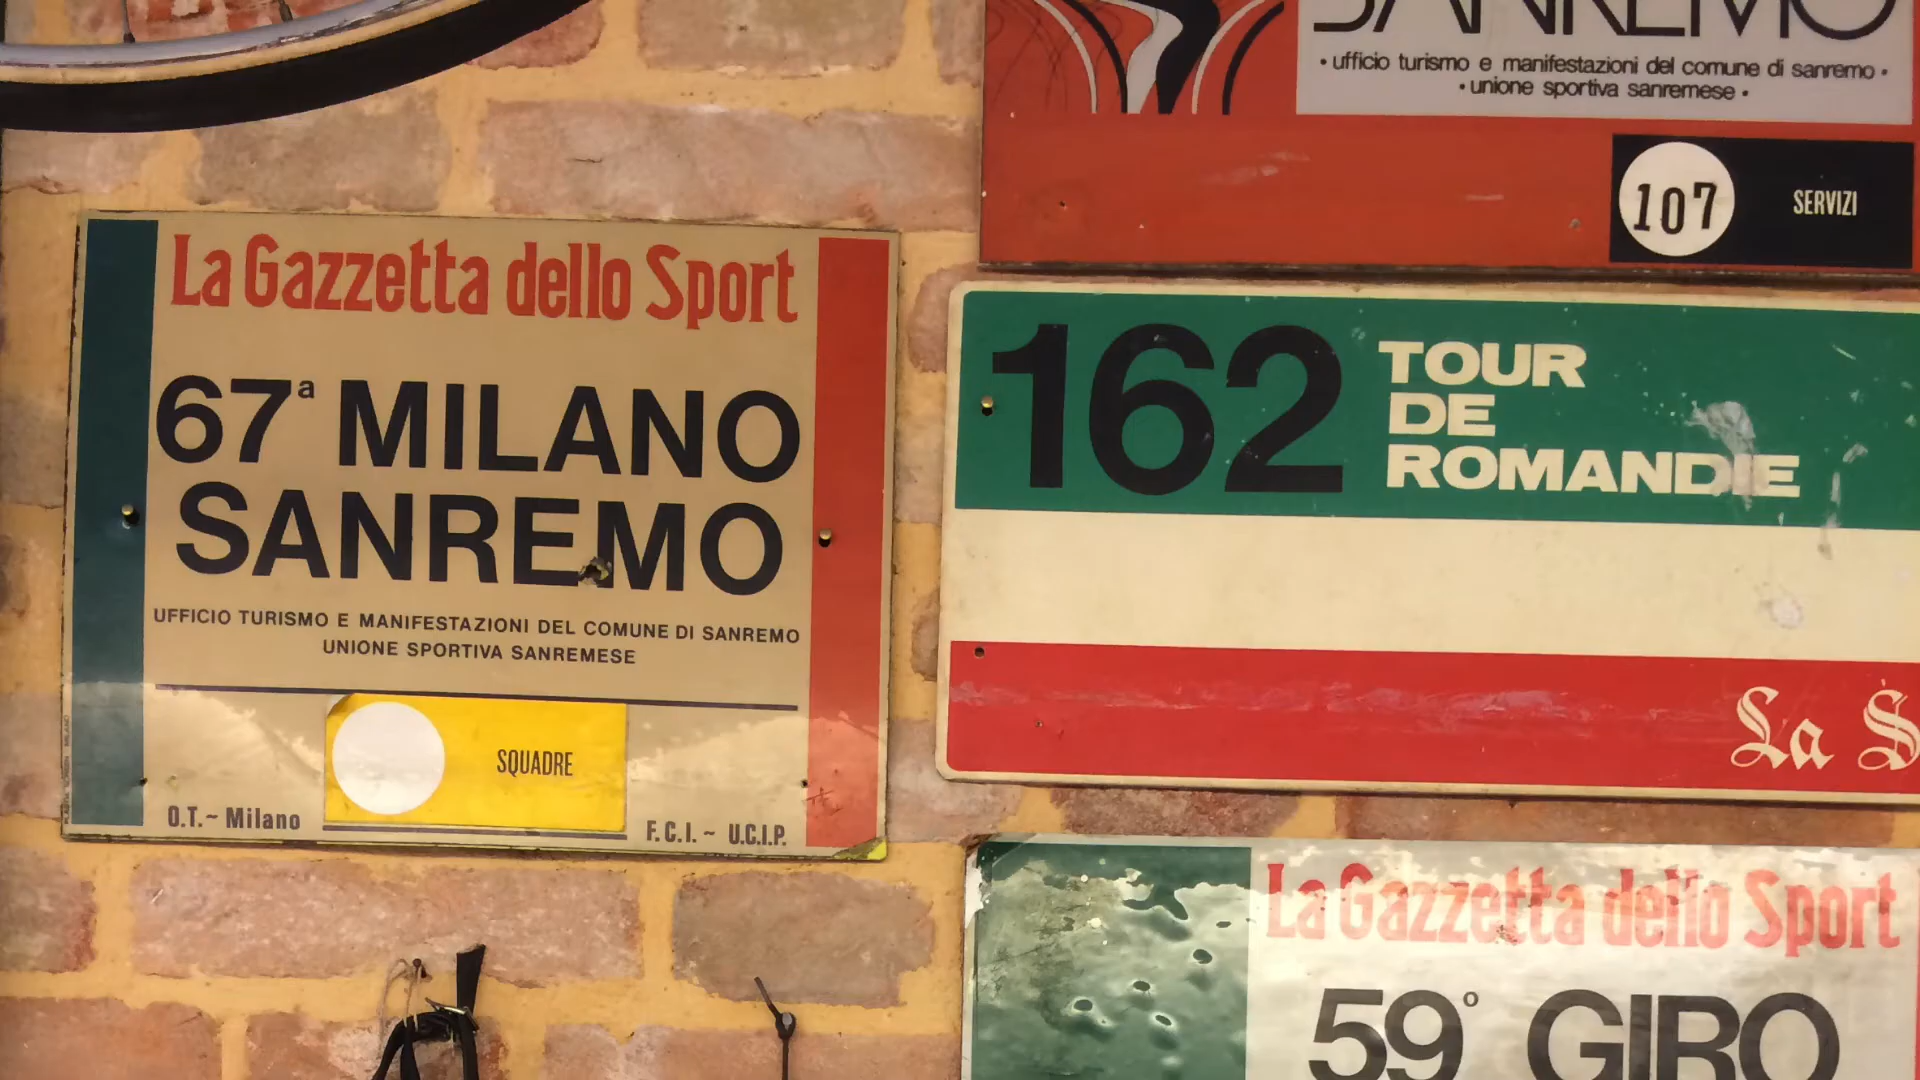 La Gazzetta dello Sport
67ª MILANO
SANREMO
UFFICIO TURISMO E MANIFESTAZIONI DEL COMUNE DI SANREMO
UNIONE SPORTIVA SANREMESE
SQUADRE
O.T.~Milano
F.C.I. ~ U.C.I.P.
SANREMO
• ufficio turismo e manifestazioni del comune di sanremo •
• unione sportiva sanremese •
107 SERVIZI
162
TOUR
DE
ROMANDIE
La S
La Gazzetta dello Sport
59° GIRO